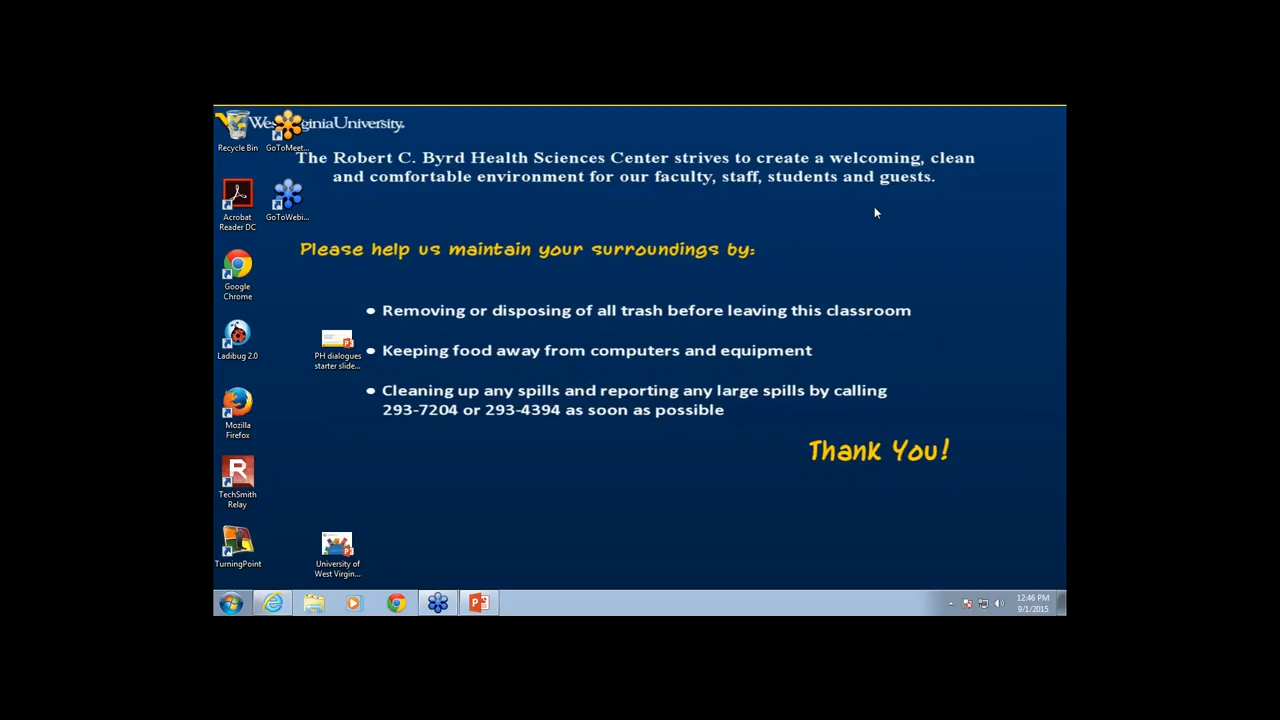 WestVirginiaUniversity.
The Robert C. Byrd Health Sciences Center strives to create a welcoming, clean
and comfortable environment for our faculty, staff, students and guests.
Please help us maintain your surroundings by:
• Removing or disposing of all trash before leaving this classroom
• Keeping food away from computers and equipment
• Cleaning up any spills and reporting any large spills by calling
293-7204 or 293-4394 as soon as possible
Thank You!
Recycle Bin
GoToMeet...
Acrobat
Reader DC
GoToWebi...
Google
Chrome
Ladibug 2.0
PH dialogues
starter slide...
Mozilla
Firefox
TechSmith
Relay
TurningPoint
University of
West Virgin...
12:46 PM
9/1/2015